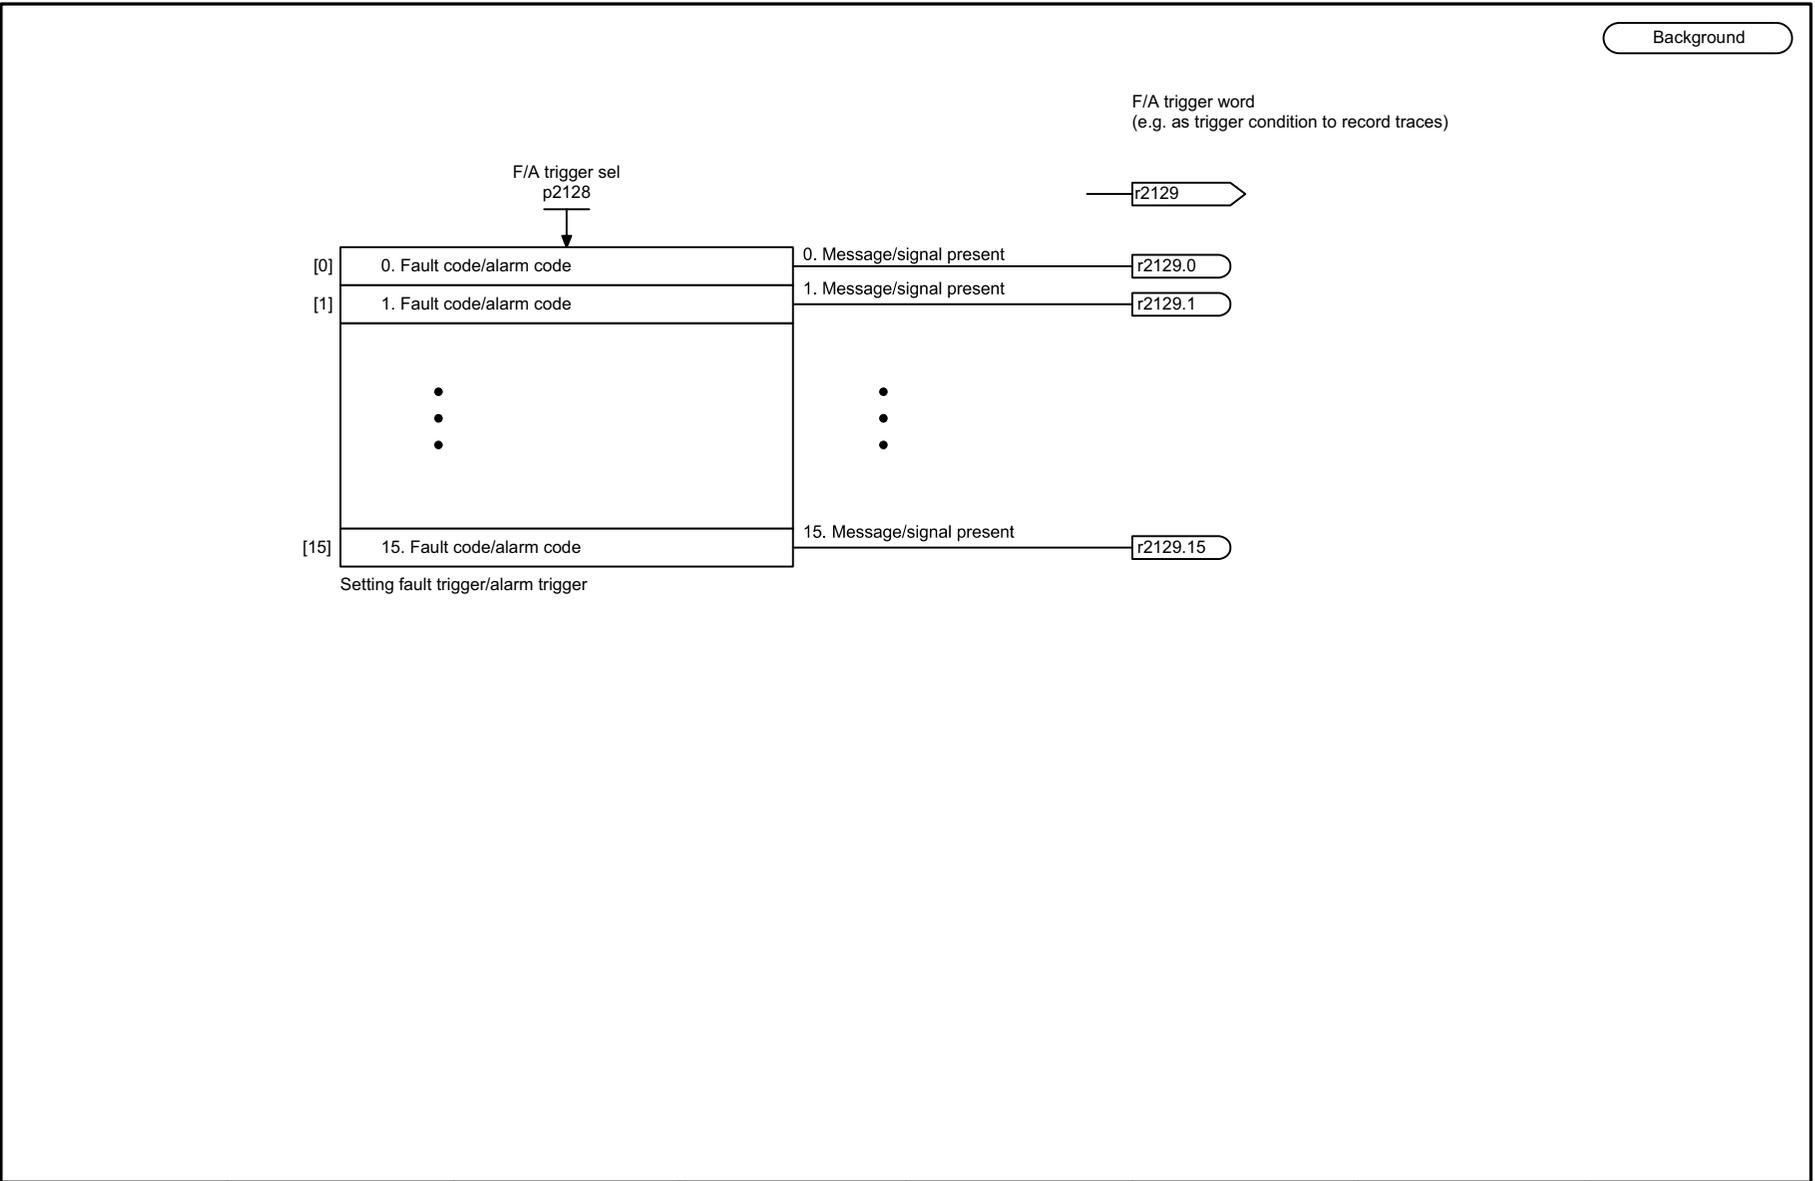 Background
F/A trigger word
(e.g. as trigger condition to record traces)
F/A trigger sel
p2128
r2129
[0] 0. Fault code/alarm code 0. Message/signal present r2129.0
[1] 1. Fault code/alarm code 1. Message/signal present r2129.1
[15] 15. Fault code/alarm code 15. Message/signal present r2129.15
Setting fault trigger/alarm trigger